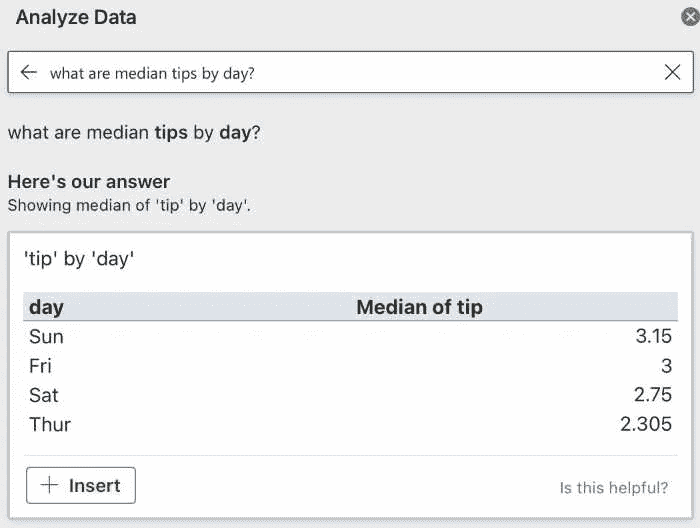 Analyze Data
what are median tips by day?
what are median tips by day?
Here's our answer
Showing median of 'tip' by 'day'.
'tip' by 'day'
day Median of tip
Sun 3.15
Fri 3
Sat 2.75
Thur 2.305
Insert Is this helpful?